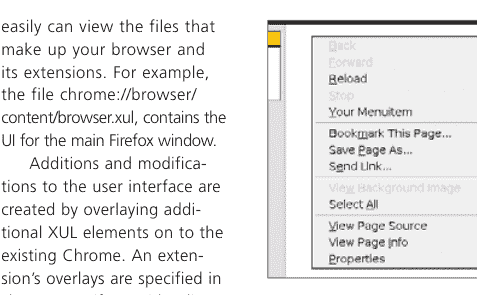 easily can view the files that
make up your browser and
its extensions. For example,
the file chrome://browser/
content/browser.xul, contains the
UI for the main Firefox window.
Additions and modifica-
tions to the user interface are
created by overlaying addi-
tional XUL elements on to the
existing Chrome. An exten-
sion's overlays are specified in
Back
Forward
Reload
Stop
Your Menuitem
Bookmark This Page...
Save Page As...
Send Link...
View Background Image
Select All
View Page Source
View Page Info
Properties